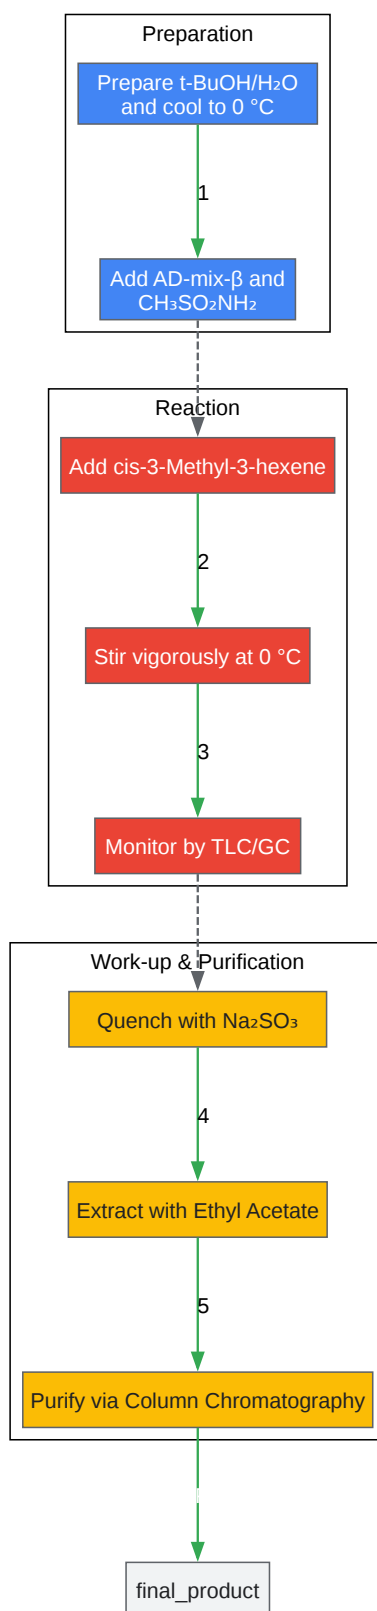 Preparation
Prepare t-BuOH/H₂O
and cool to 0 °C
1
Add AD-mix-β and
CH₃SO₂NH₂
Reaction
Add cis-3-Methyl-3-hexene
2
Stir vigorously at 0 °C
3
Monitor by TLC/GC
Work-up & Purification
Quench with Na₂SO₃
4
Extract with Ethyl Acetate
5
Purify via Column Chromatography
final_product